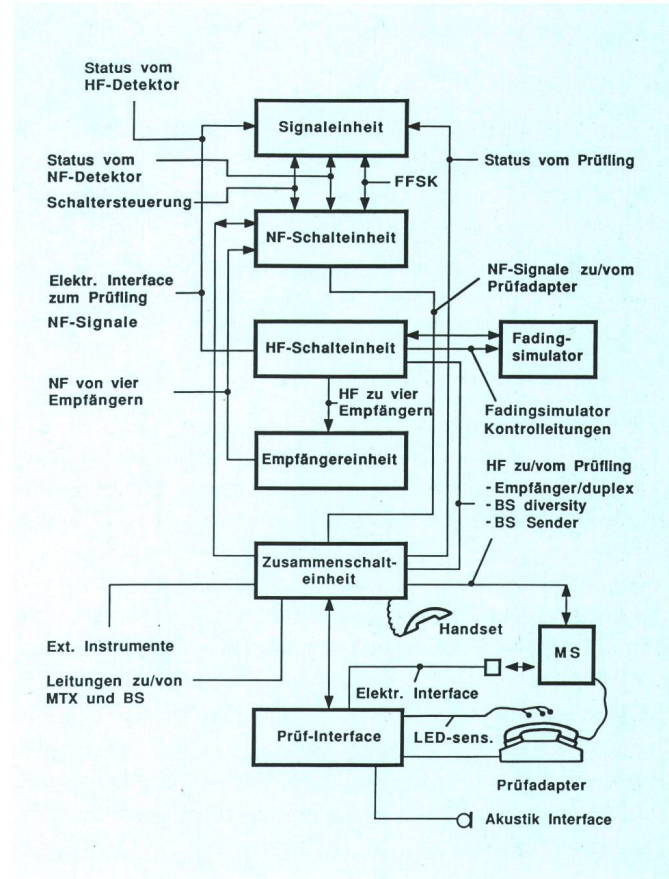 Status vom
HF-Detektor
Signaleinheit
Status vom
NF-Detektor
Status vom Prüfling
Schaltersteuerung
FFSK
NF-Schalteinheit
NF-Signale zu/vom
Prüfadapter
Elektr. Interface
zum Prüfling
NF-Signale
HF-Schalteinheit
Fading-
simulator
NF von vier
Empfängern
HF zu vier
Empfängern
Fadingsimulator
Kontrolleitungen
Empfängereinheit
HF zu/vom Prüfling
- Empfänger/duplex
- BS diversity
- BS Sender
Zusammenschalt-
einheit
Ext. Instrumente
Handset
MS
Leitungen zu/von
MTX und BS
Elektr. Interface
Prüf-Interface
LED-sens.
Prüfadapter
Akustik Interface